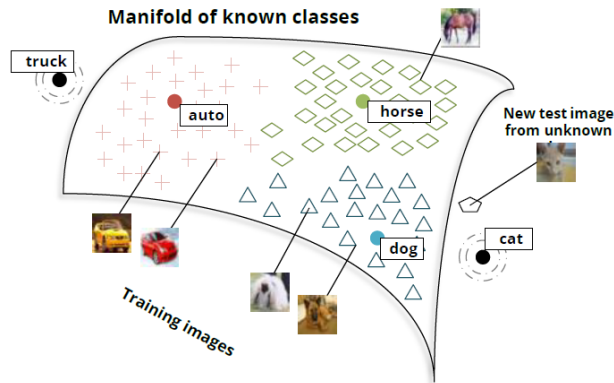 Manifold of known classes
truck
auto
horse
New test image
from unknown
dog
cat
Training images